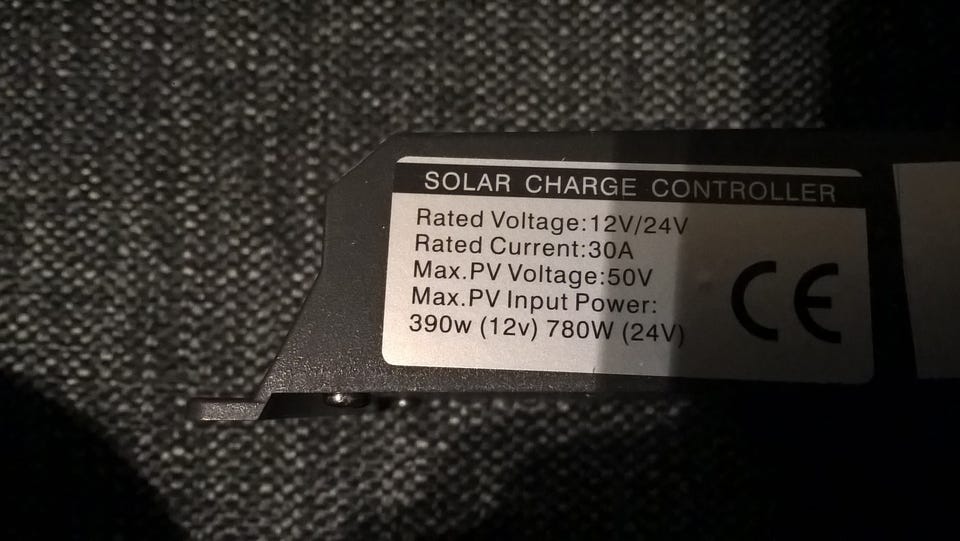 SOLAR CHARGE CONTROLLER
Rated Voltage:12V/24V
Rated Current:30A
Max.PV Voltage:50V
Max.PV Input Power:
390w (12v) 780W (24V)
CE